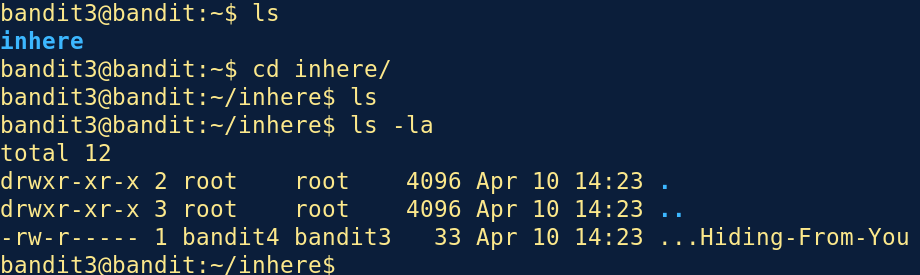 bandit3@bandit:~$ ls
inhere
bandit3@bandit:~$ cd inhere/
bandit3@bandit:~/inhere$ ls
bandit3@bandit:~/inhere$ ls -la
total 12
drwxr-xr-x 2 root    root    4096 Apr 10 14:23 .
drwxr-xr-x 3 root    root    4096 Apr 10 14:23 ..
-rw-r----- 1 bandit4 bandit3   33 Apr 10 14:23 ...Hiding-From-You
bandit3@bandit:~/inhere$